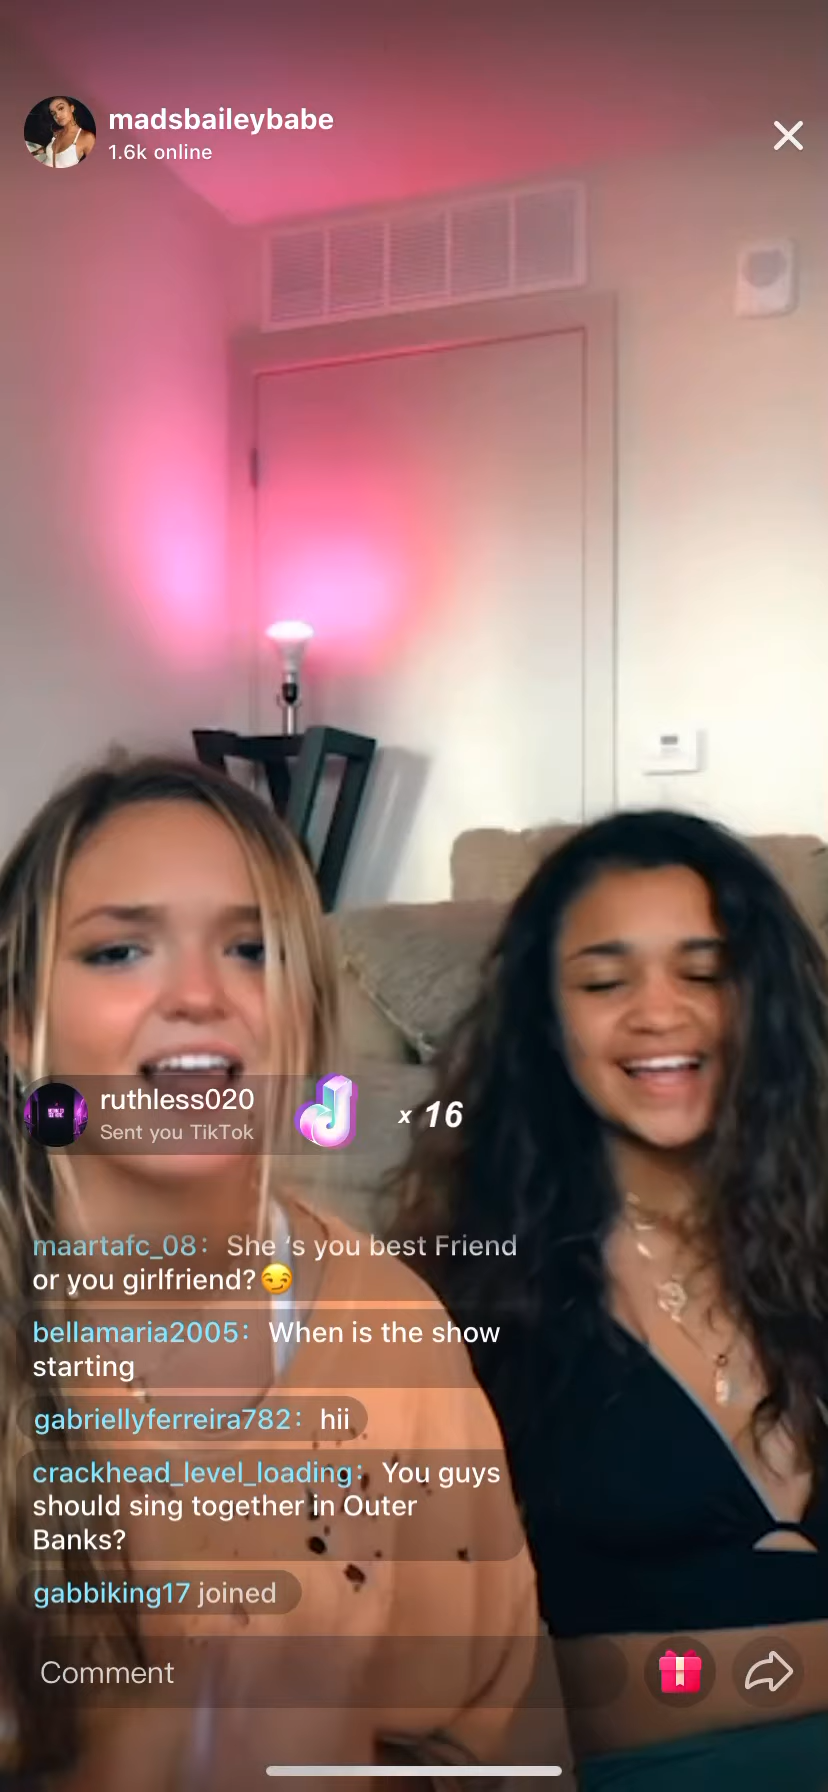 madsbaileybabe
1.6k online
ruthless020
Sent you TikTok
x 16
maartafc_08: She 's you best Friend
or you girlfriend?😏
bellamaria2005: When is the show
starting
gabriellyferreira782: hii
crackhead_level_loading: You guys
should sing together in Outer
Banks?
gabbiking17 joined
Comment